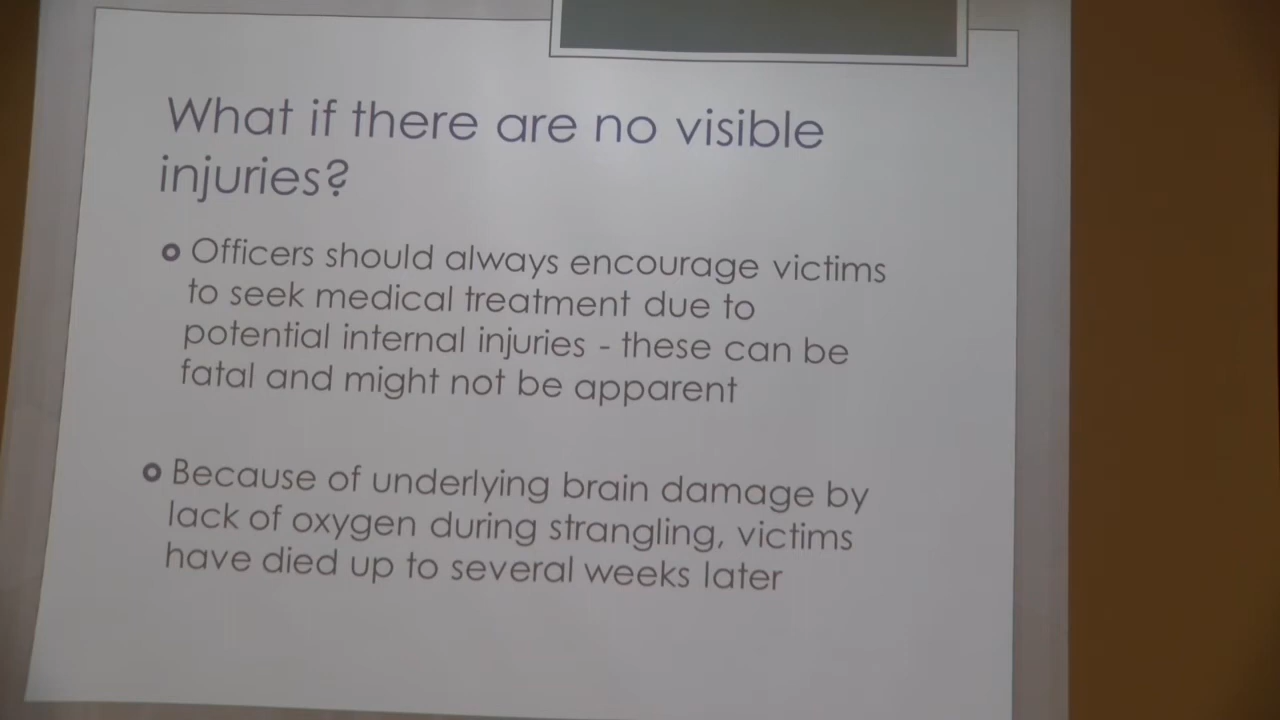 What if there are no visible
injuries?
Officers should always encourage victims
to seek medical treatment due to
potential internal injuries - these can be
fatal and might not be apparent
Because of underlying brain damage by
lack of oxygen during strangling, victims
have died up to several weeks later